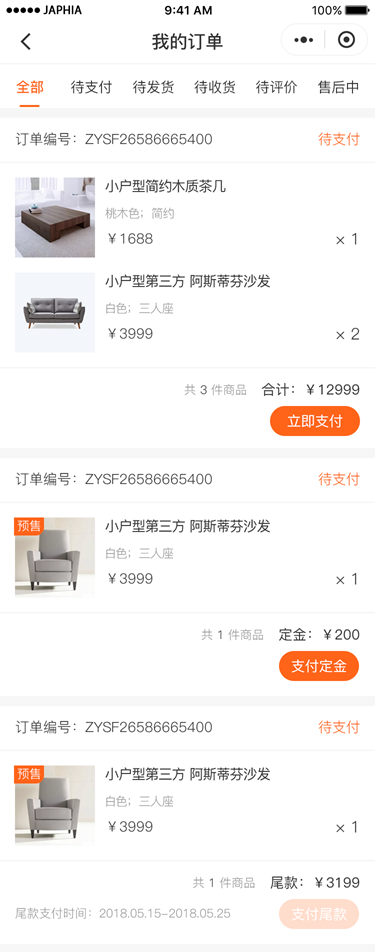 JAPHIA 9:41 AM 100%
我的订单
全部 待支付 待发货 待收货 待评价 售后中
订单编号：ZYSF26586665400 待支付
小户型简约木质茶几
桃木色；简约
￥1688 × 1
小户型第三方 阿斯蒂芬沙发
白色；三人座
￥3999 × 2
共 3 件商品 合计：￥12999
立即支付
订单编号：ZYSF26586665400 待支付
预售
小户型第三方 阿斯蒂芬沙发
白色；三人座
￥3999 × 1
共 1 件商品 定金：￥200
支付定金
订单编号：ZYSF26586665400 待支付
预售
小户型第三方 阿斯蒂芬沙发
白色；三人座
￥3999 × 1
共 1 件商品 尾款：￥3199
尾款支付时间：2018.05.15~2018.05.25 支付尾款